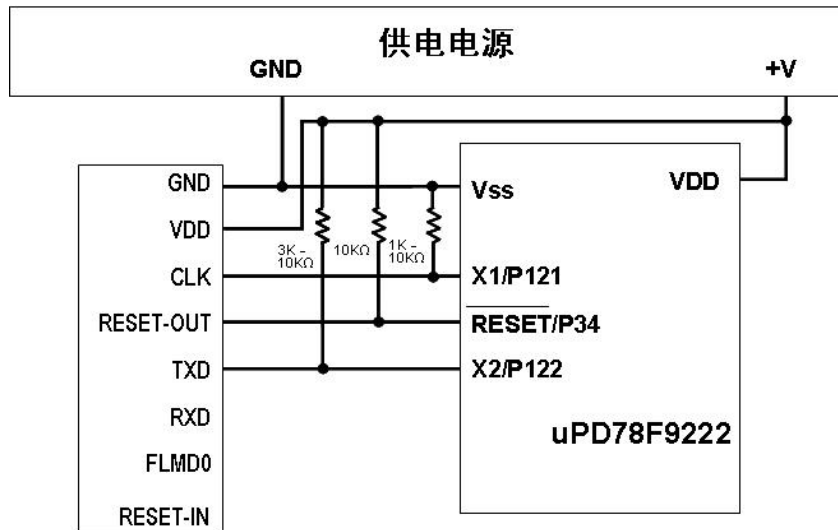 供电电源
GND
+V
GND
VDD
CLK
RESET-OUT
TXD
RXD
FLMD0
RESET-IN
3K -
10KΩ
10KΩ
1K -
10KΩ
Vss
VDD
X1/P121
RESET/P34
X2/P122
uPD78F9222